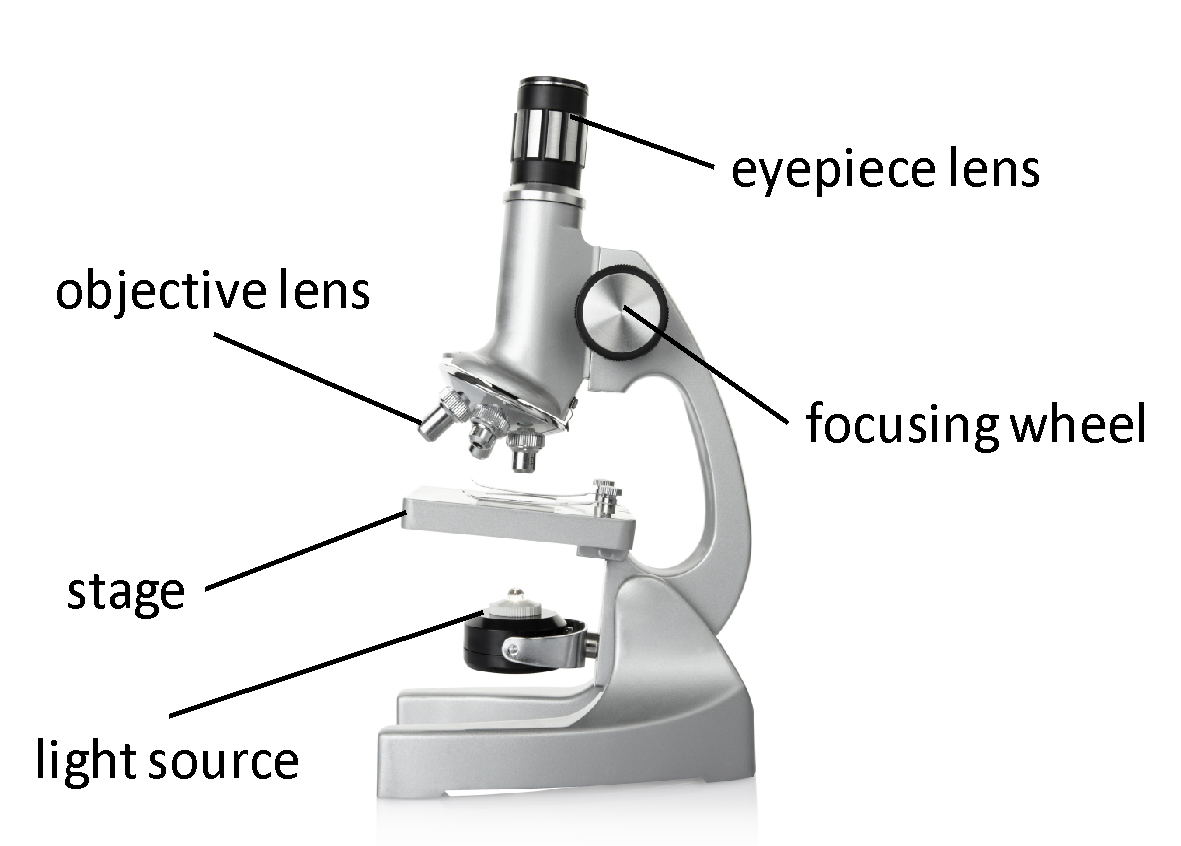 eyepiece lens
objective lens
focusing wheel
stage
light source